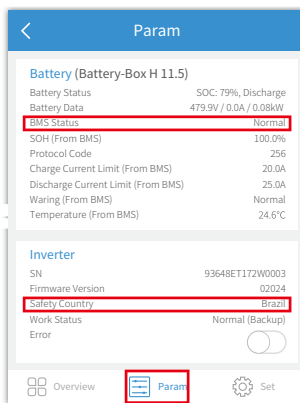 Param
Battery (Battery-Box H 11.5)
Battery Status SOC: 79%, Discharge
Battery Data 479.9V / 0.0A / 0.08kW
BMS Status Normal
SOH (From BMS) 100.0%
Protocol Code 256
Charge Current Limit (From BMS) 20.0A
Discharge Current Limit (From BMS) 25.0A
Waring (From BMS) Normal
Temperature (From BMS) 24.6℃
Inverter
SN 93648ET172W0003
Firmware Version 02024
Safety Country Brazil
Work Status Normal (Backup)
Error
Overview Param Set